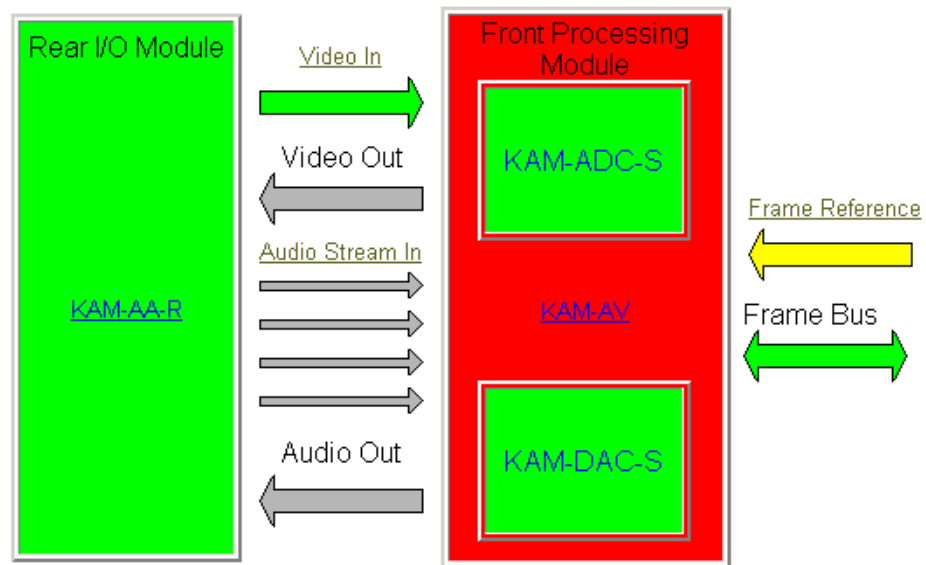 Rear I/O Module
KAM-AA-R
Video In
Video Out
Audio Stream In
Audio Out
Front Processing
Module
KAM-ADC-S
KAM-AV
KAM-DAC-S
Frame Reference
Frame Bus